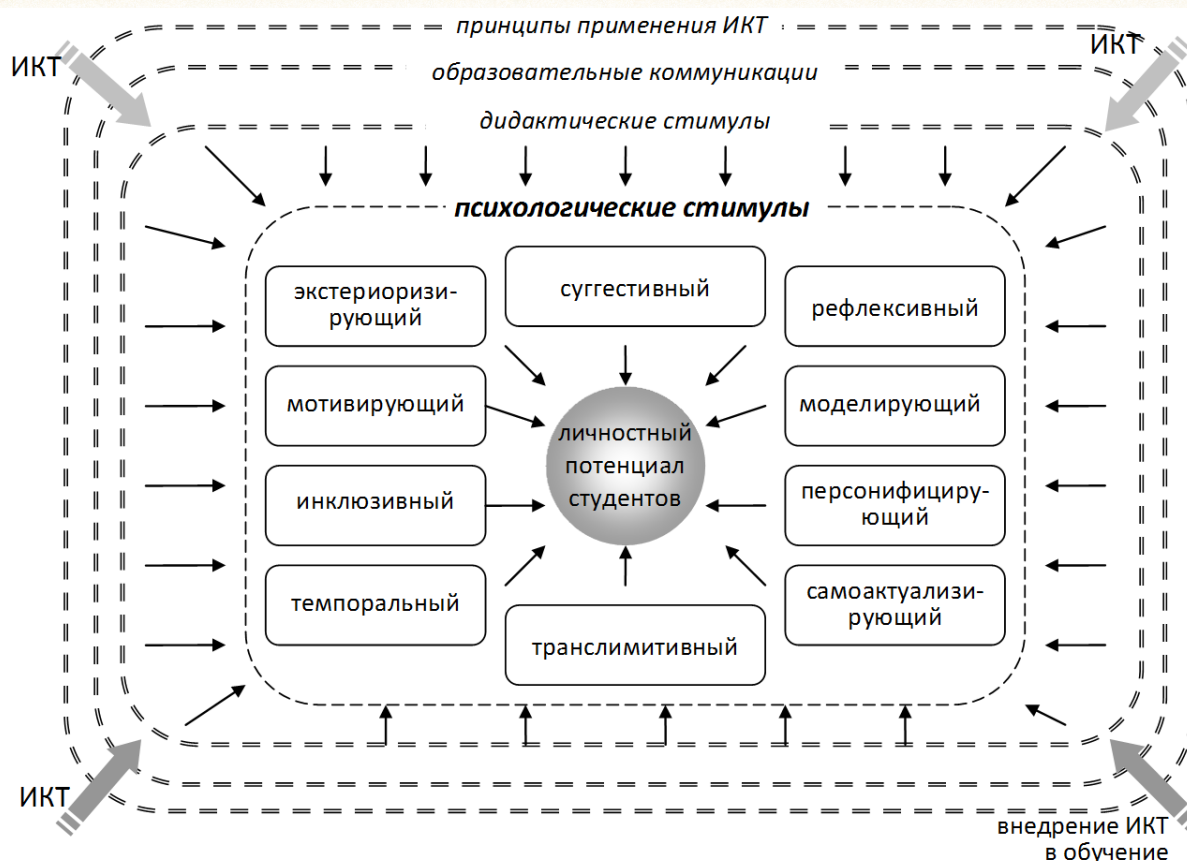 принципы применения ИКТ
ИКТ
ИКТ
образовательные коммуникации
дидактические стимулы
психологические стимулы
экстериоризи-
рующий
суггестивный
рефлексивный
мотивирующий
моделирующий
личностный
потенциал
студентов
инклюзивный
персонифициру-
ющий
темпоральный
самоактуализи-
рующий
транслимитивный
ИКТ
внедрение ИКТ
в обучение